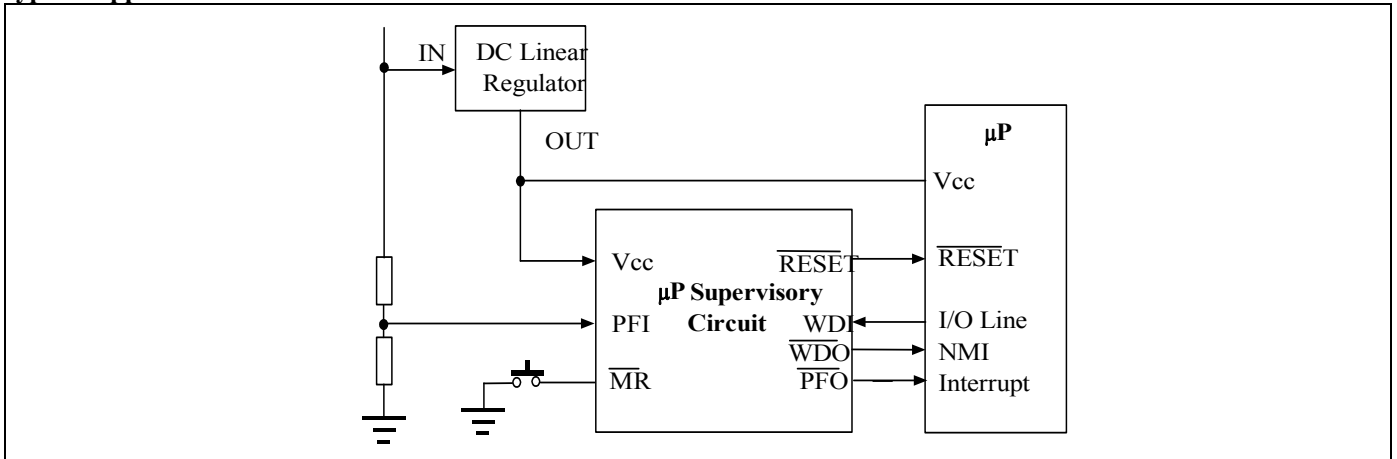 IN
DC Linear
Regulator
OUT
μP
Vcc
Vcc
RESET
RESET
μP Supervisory
Circuit
PFI
WDI
I/O Line
WDO
NMI
MR
PFO
Interrupt